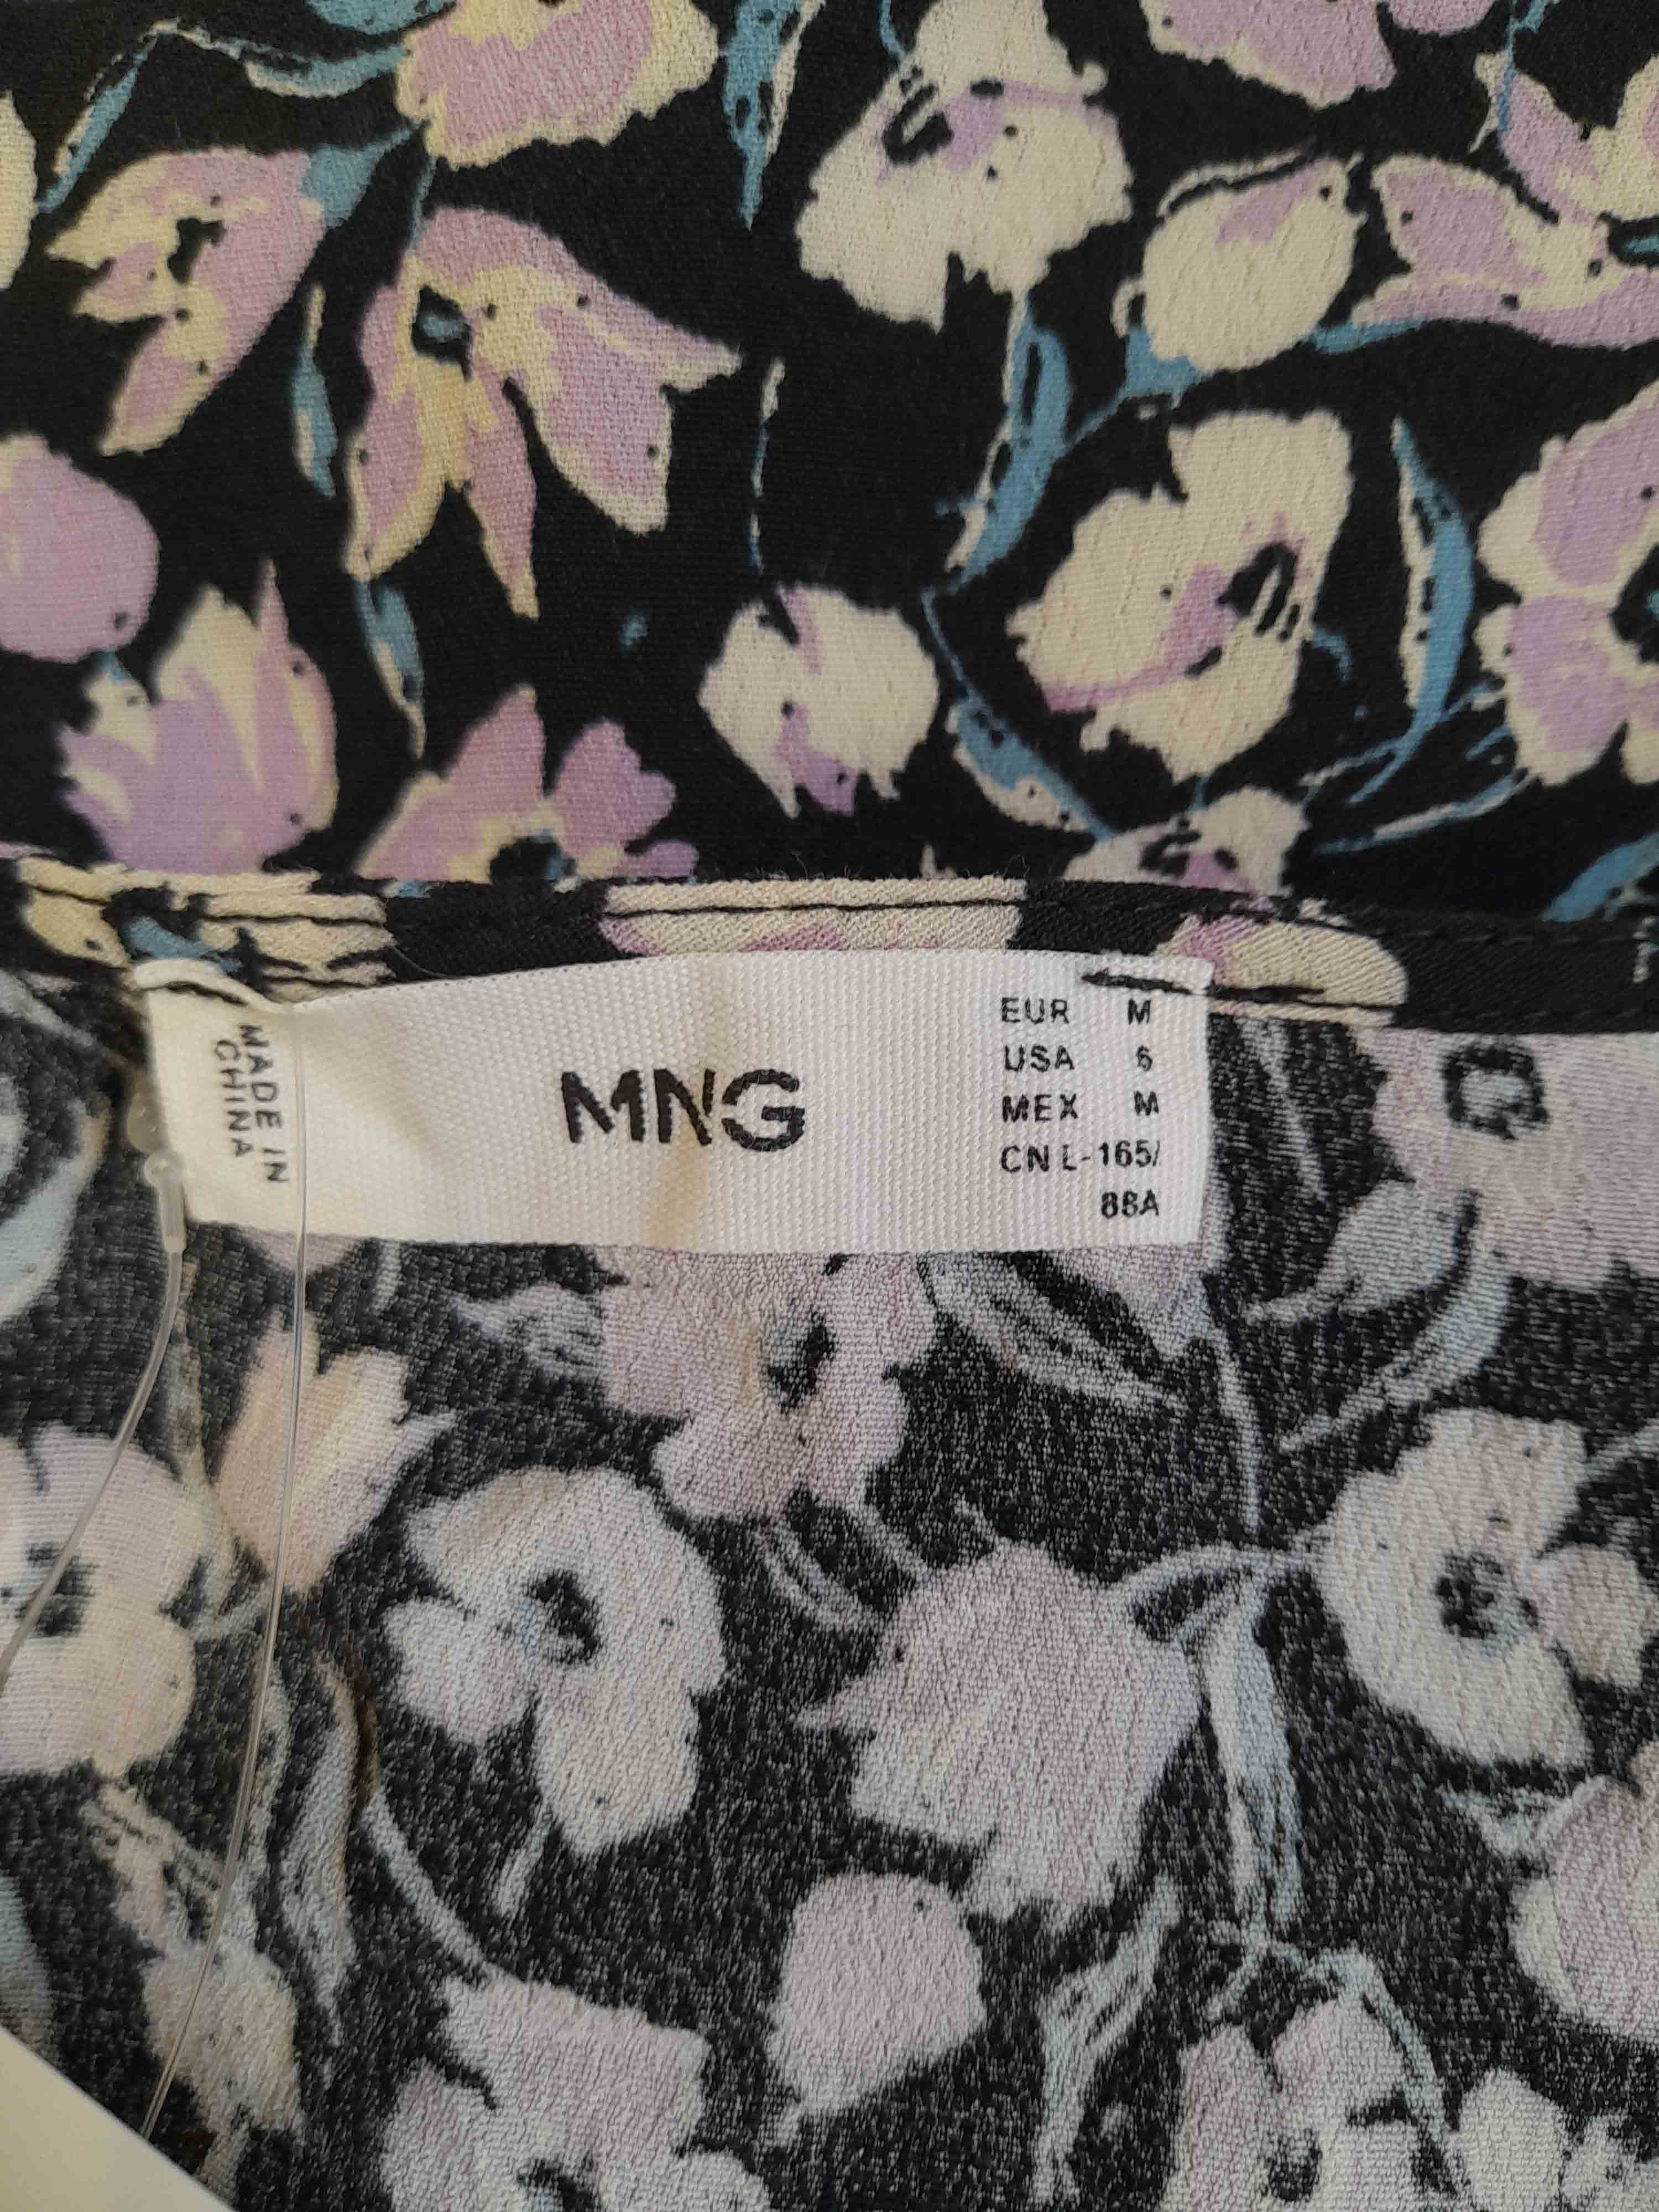 MADE IN
CHINA
MNG
EUR M
USA 6
MEX M
CN L-165/
88A